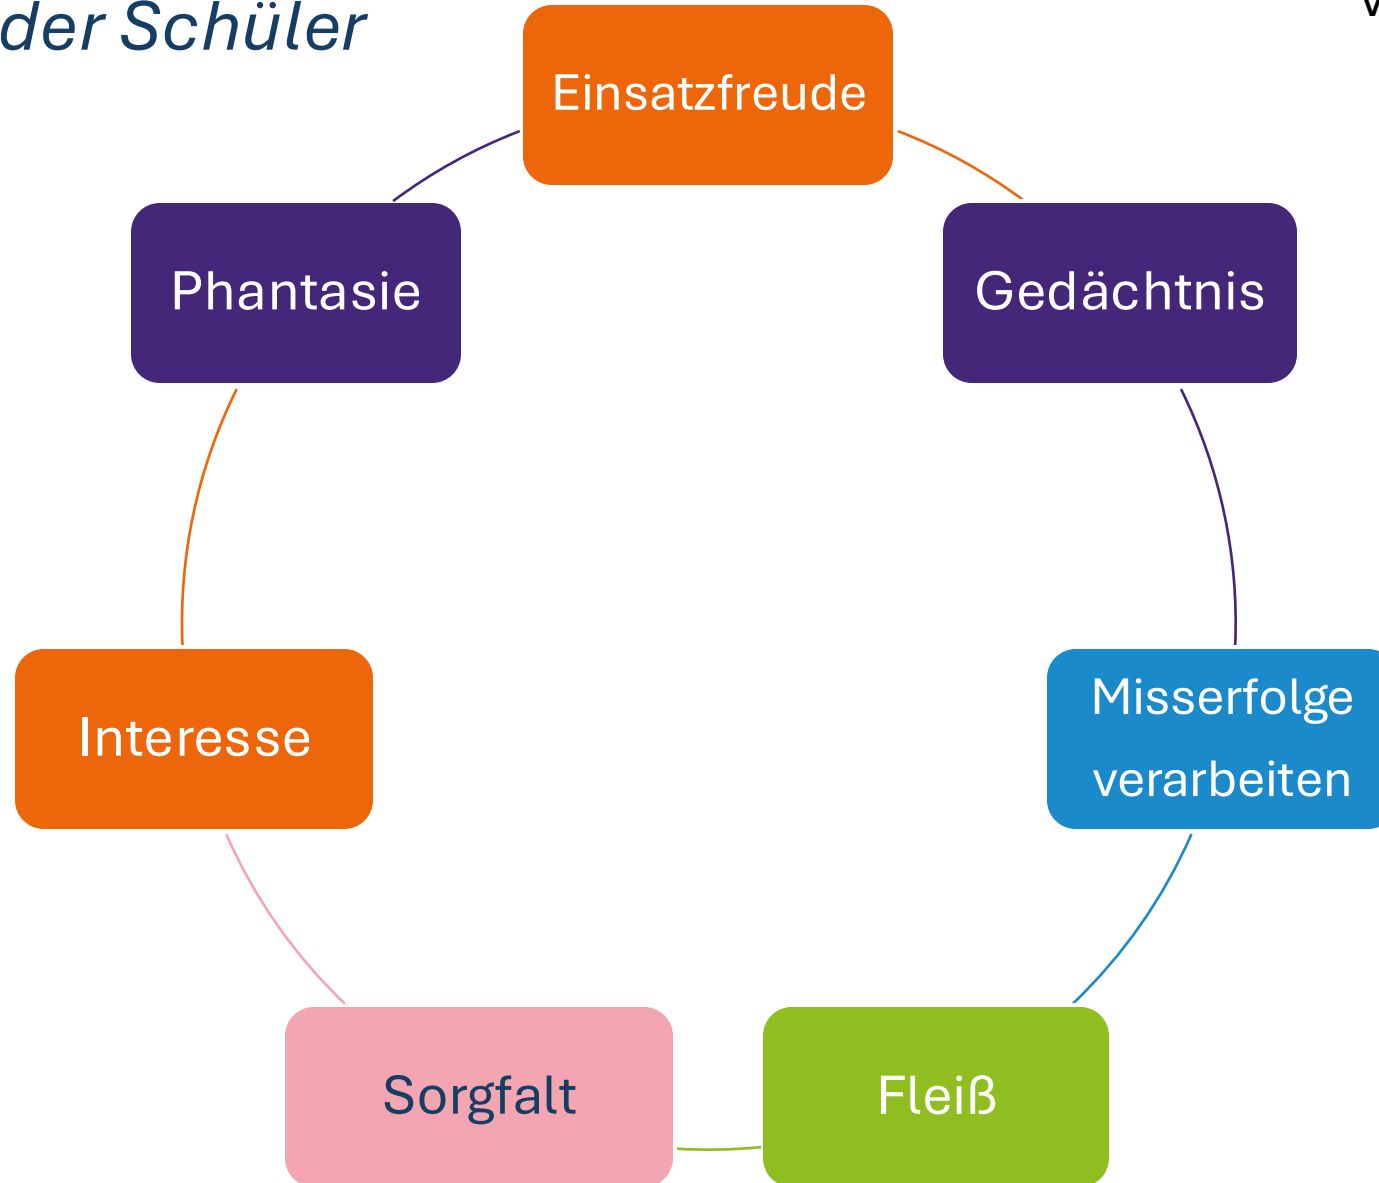 der Schüler
Einsatzfreude
Phantasie
Gedächtnis
Interesse
Misserfolge
verarbeiten
Sorgfalt
Fleiß